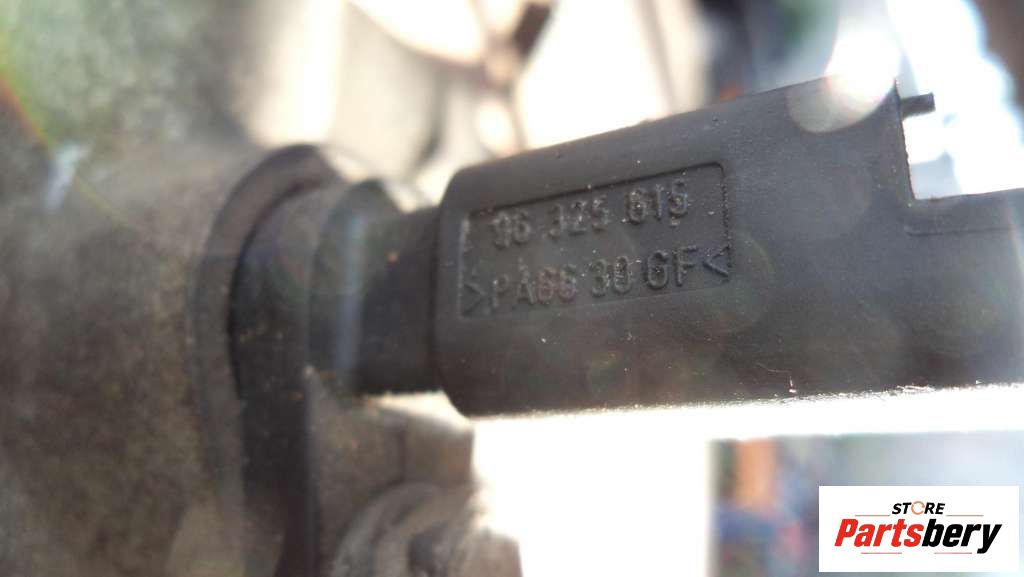 96 325 619
>PA66 30 GF<
STORE
Partsbery